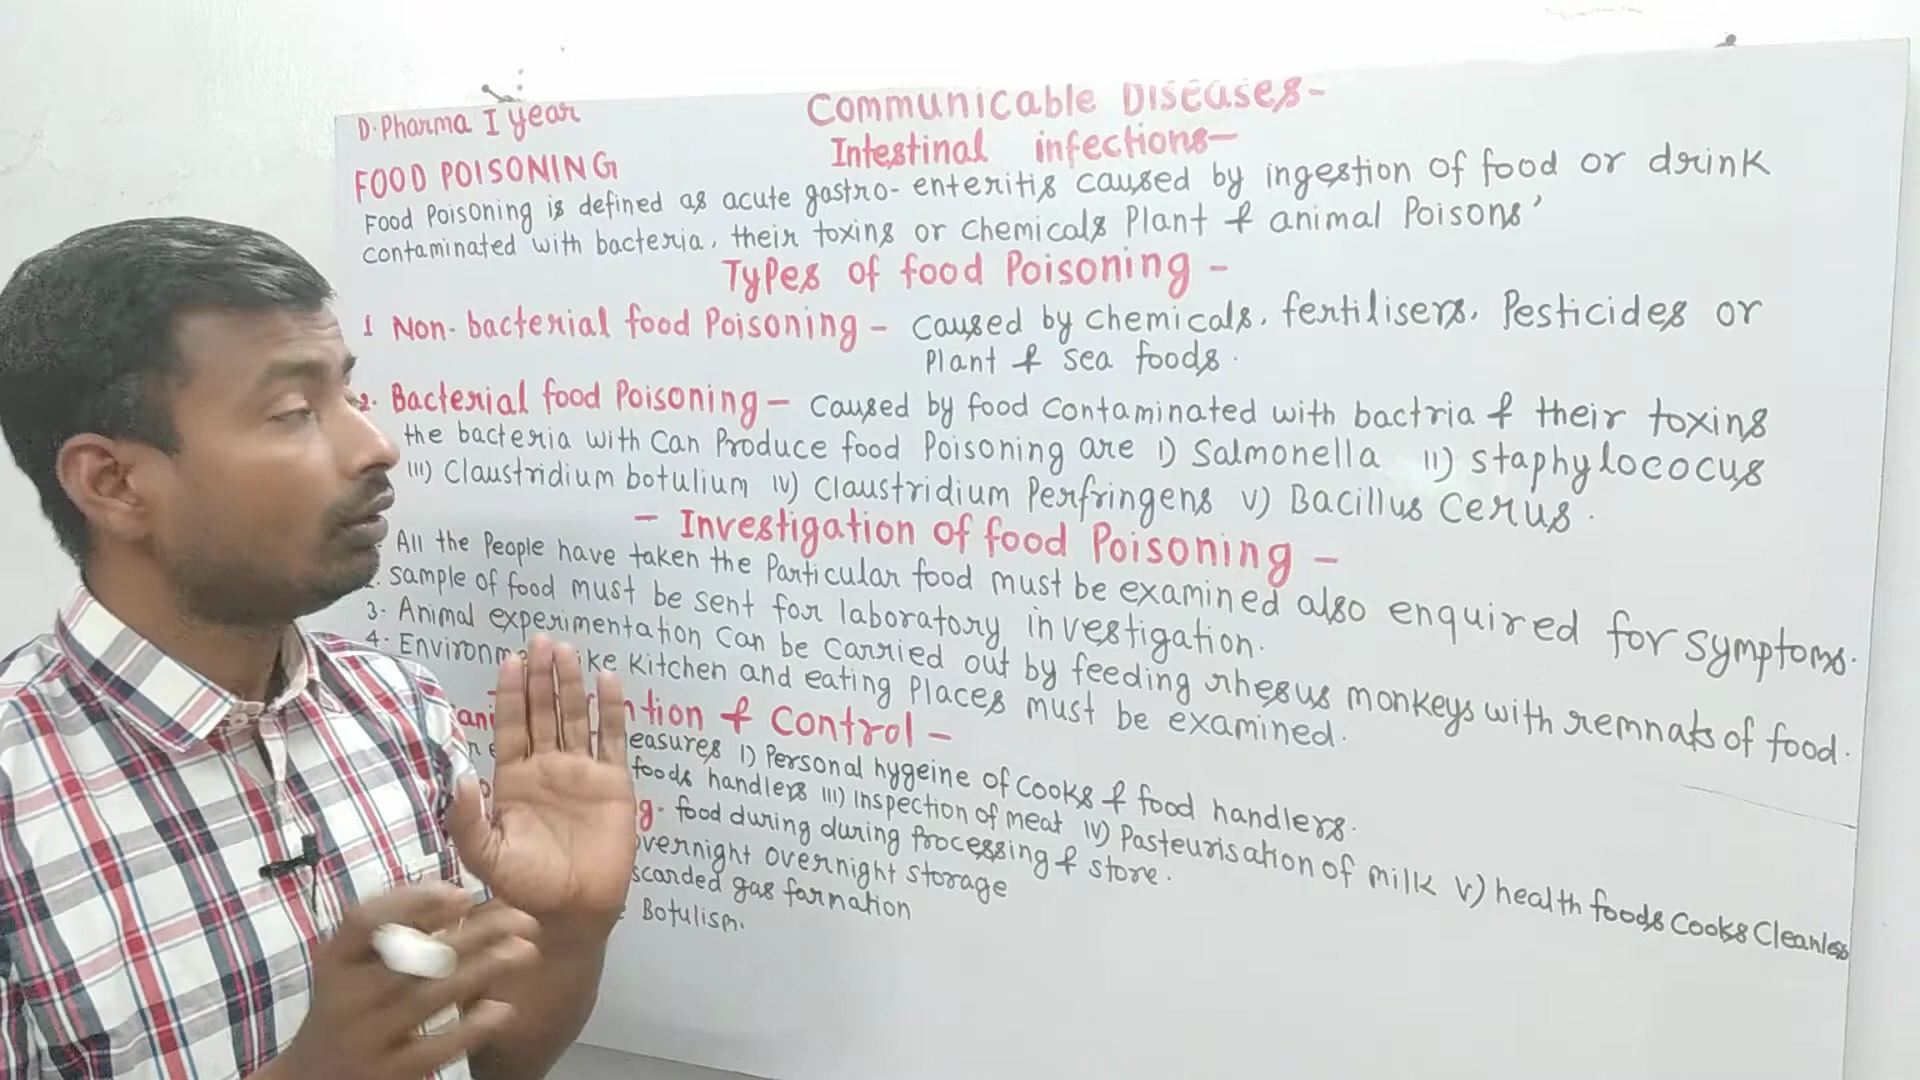 D. Pharma I year
Communicable Diseases-
Intestinal infections-
FOOD POISONING
Food Poisoning is defined as acute gastro-enteritis caused by ingestion of food or drink
contaminated with bacteria, their toxins or Chemicals Plant & animal Poisons'
Types of food Poisoning -
1 Non-bacterial food Poisoning - Caused by chemicals, fertilisers, Pesticides or
Plant & Sea foods.
2. Bacterial food Poisoning - Caused by food contaminated with bactria & their toxins
the bacteria with Can Produce food Poisoning are I) Salmonella II) Staphylococus
III) Claustridium botulium IV) Claustridium Perfringens V) Bacillus Cerus.
- Investigation of food Poisoning -
All the People have taken the Particular food must be examined also enquired for symptoms.
Sample of food must be sent for laboratory investigation.
3. Animal experimentation Can be Carried out by feeding rhesus monkeys with remnats of food.
4. Kitchen and eating Places must be examined.
& Control -
I) Personal hygeine of Cooks & food handlers.
foods handlers III) Inspection of meat IV) Pasteurisation of milk V) health foods Cooks Cleanless
food during during Processing & store.
overnight storage
gas formation
Botulism.